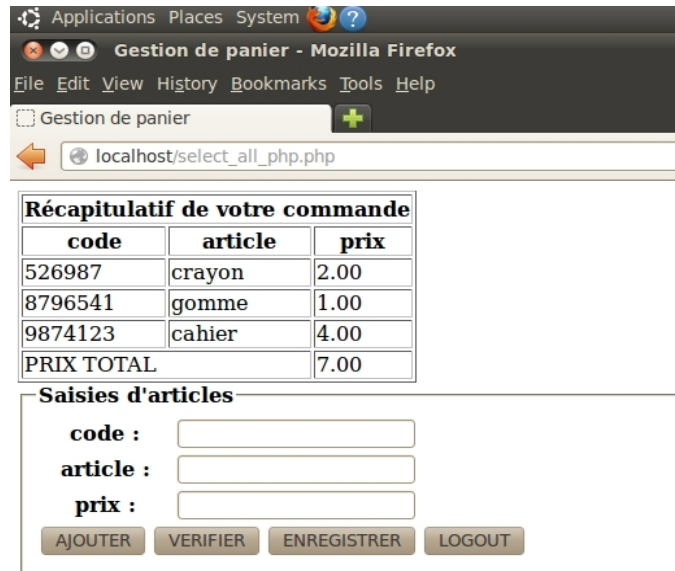 Applications Places System
Gestion de panier - Mozilla Firefox
File Edit View History Bookmarks Tools Help
Gestion de panier
localhost/select_all_php.php
Récapitulatif de votre commande
code article prix
526987 crayon 2.00
8796541 gomme 1.00
9874123 cahier 4.00
PRIX TOTAL 7.00
Saisies d'articles
code :
article :
prix :
AJOUTER VERIFIER ENREGISTRER LOGOUT